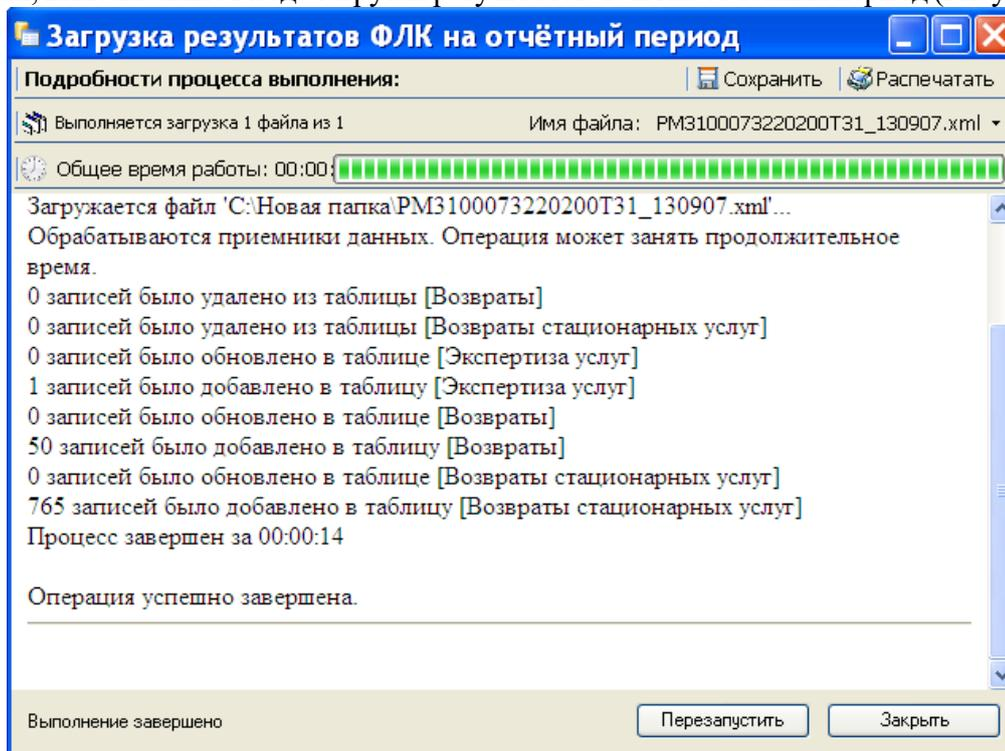 Загрузка результатов ФЛК на отчётный период
Подробности процесса выполнения: Сохранить Распечатать
Выполняется загрузка 1 файла из 1 Имя файла: PM3100073220200T31_130907.xml
Общее время работы: 00:00:
Загружается файл 'C:\Новая папка\PM3100073220200T31_130907.xml'...
Обрабатываются приемники данных. Операция может занять продолжительное
время.
0 записей было удалено из таблицы [Возвраты]
0 записей было удалено из таблицы [Возвраты стационарных услуг]
0 записей было обновлено в таблице [Экспертиза услуг]
1 записей было добавлено в таблицу [Экспертиза услуг]
0 записей было обновлено в таблице [Возвраты]
50 записей было добавлено в таблицу [Возвраты]
0 записей было обновлено в таблице [Возвраты стационарных услуг]
765 записей было добавлено в таблицу [Возвраты стационарных услуг]
Процесс завершен за 00:00:14
Операция успешно завершена.
Выполнение завершено Перезапустить Закрыть